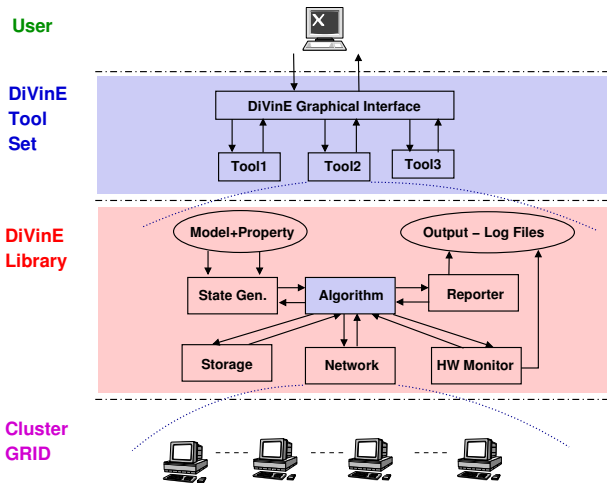 User
X
DiVinE
Tool
Set
DiVinE Graphical Interface
Tool1
Tool2
Tool3
DiVinE
Library
Model+Property
Output – Log Files
State Gen.
Algorithm
Reporter
Storage
Network
HW Monitor
Cluster
GRID